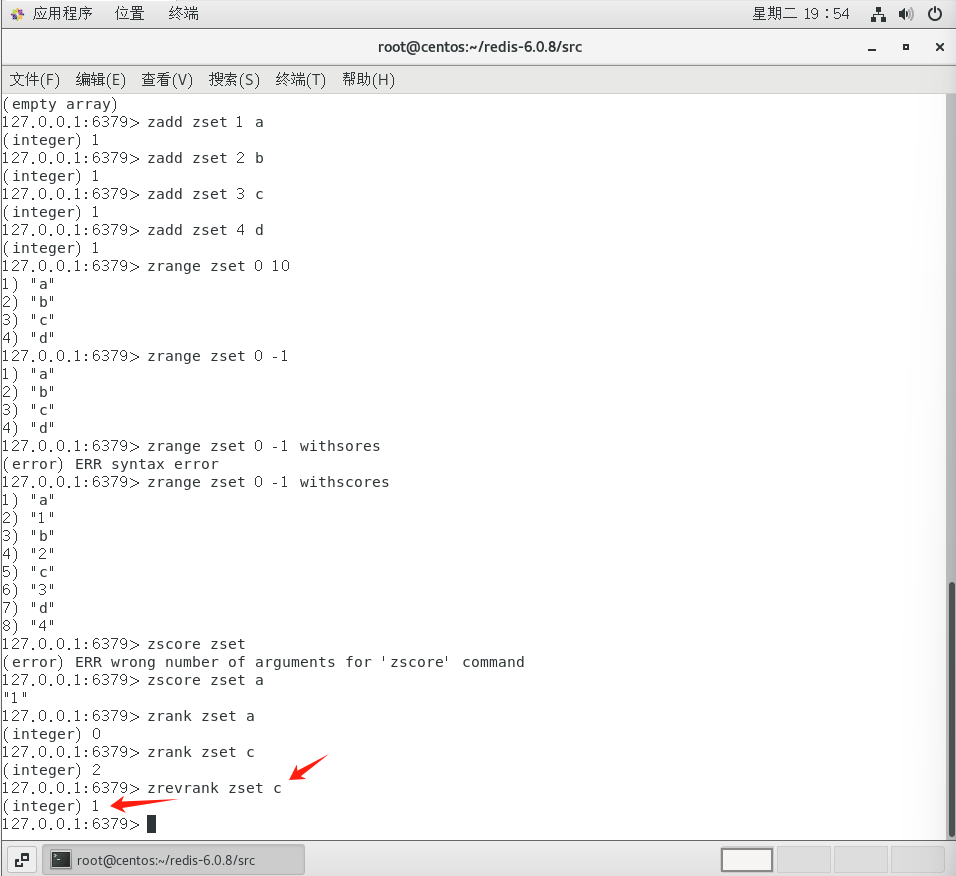 应用程序 位置 终端 星期二 19：54
root@centos:~/redis-6.0.8/src
文件(F) 编辑(E) 查看(V) 搜索(S) 终端(T) 帮助(H)
(empty array)
127.0.0.1:6379> zadd zset 1 a
(integer) 1
127.0.0.1:6379> zadd zset 2 b
(integer) 1
127.0.0.1:6379> zadd zset 3 c
(integer) 1
127.0.0.1:6379> zadd zset 4 d
(integer) 1
127.0.0.1:6379> zrange zset 0 10
1) "a"
2) "b"
3) "c"
4) "d"
127.0.0.1:6379> zrange zset 0 -1
1) "a"
2) "b"
3) "c"
4) "d"
127.0.0.1:6379> zrange zset 0 -1 withsores
(error) ERR syntax error
127.0.0.1:6379> zrange zset 0 -1 withscores
1) "a"
2) "1"
3) "b"
4) "2"
5) "c"
6) "3"
7) "d"
8) "4"
127.0.0.1:6379> zscore zset
(error) ERR wrong number of arguments for 'zscore' command
127.0.0.1:6379> zscore zset a
"1"
127.0.0.1:6379> zrank zset a
(integer) 0
127.0.0.1:6379> zrank zset c
(integer) 2
127.0.0.1:6379> zrevrank zset c
(integer) 1
127.0.0.1:6379>
root@centos:~/redis-6.0.8/src